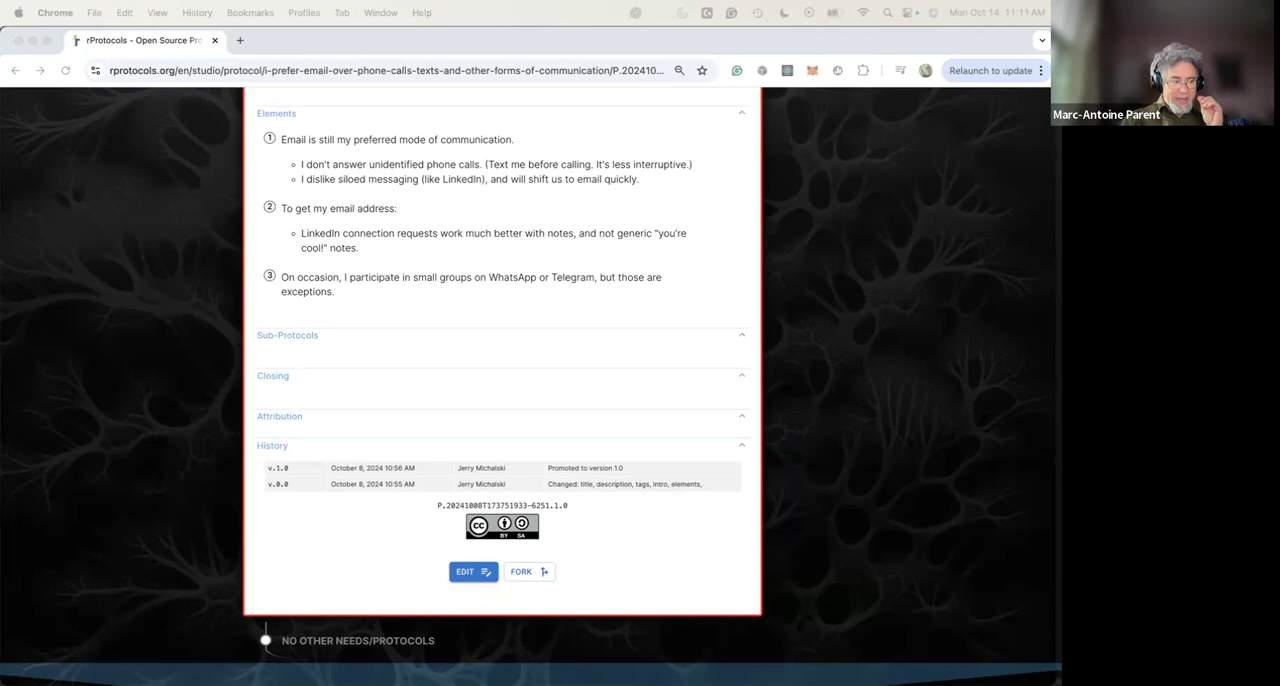 Chrome File Edit View History Bookmarks Profiles Tab Window Help Mon Oct 14 11:11 AM
rProtocols - Open Source Pro
rprotocols.org/en/studio/protocol/i-prefer-email-over-phone-calls-texts-and-other-forms-of-communication/P.202410... Relaunch to update
Marc-Antoine Parent
Elements
1 Email is still my preferred mode of communication.
I don't answer unidentified phone calls. (Text me before calling. It's less interruptive.)
I dislike siloed messaging (like LinkedIn), and will shift us to email quickly.
2 To get my email address:
LinkedIn connection requests work much better with notes, and not generic "you're
cool!" notes.
3 On occasion, I participate in small groups on WhatsApp or Telegram, but those are
exceptions.
Sub-Protocols
Closing
Attribution
History
v.1.0 October 8, 2024 10:56 AM Jerry Michalski Promoted to version 1.0
v.0.0 October 8, 2024 10:55 AM Jerry Michalski Changed: title, description, tags, intro, elements,
P.20241008T173751933-6251.1.0
cc BY SA
EDIT FORK
NO OTHER NEEDS/PROTOCOLS